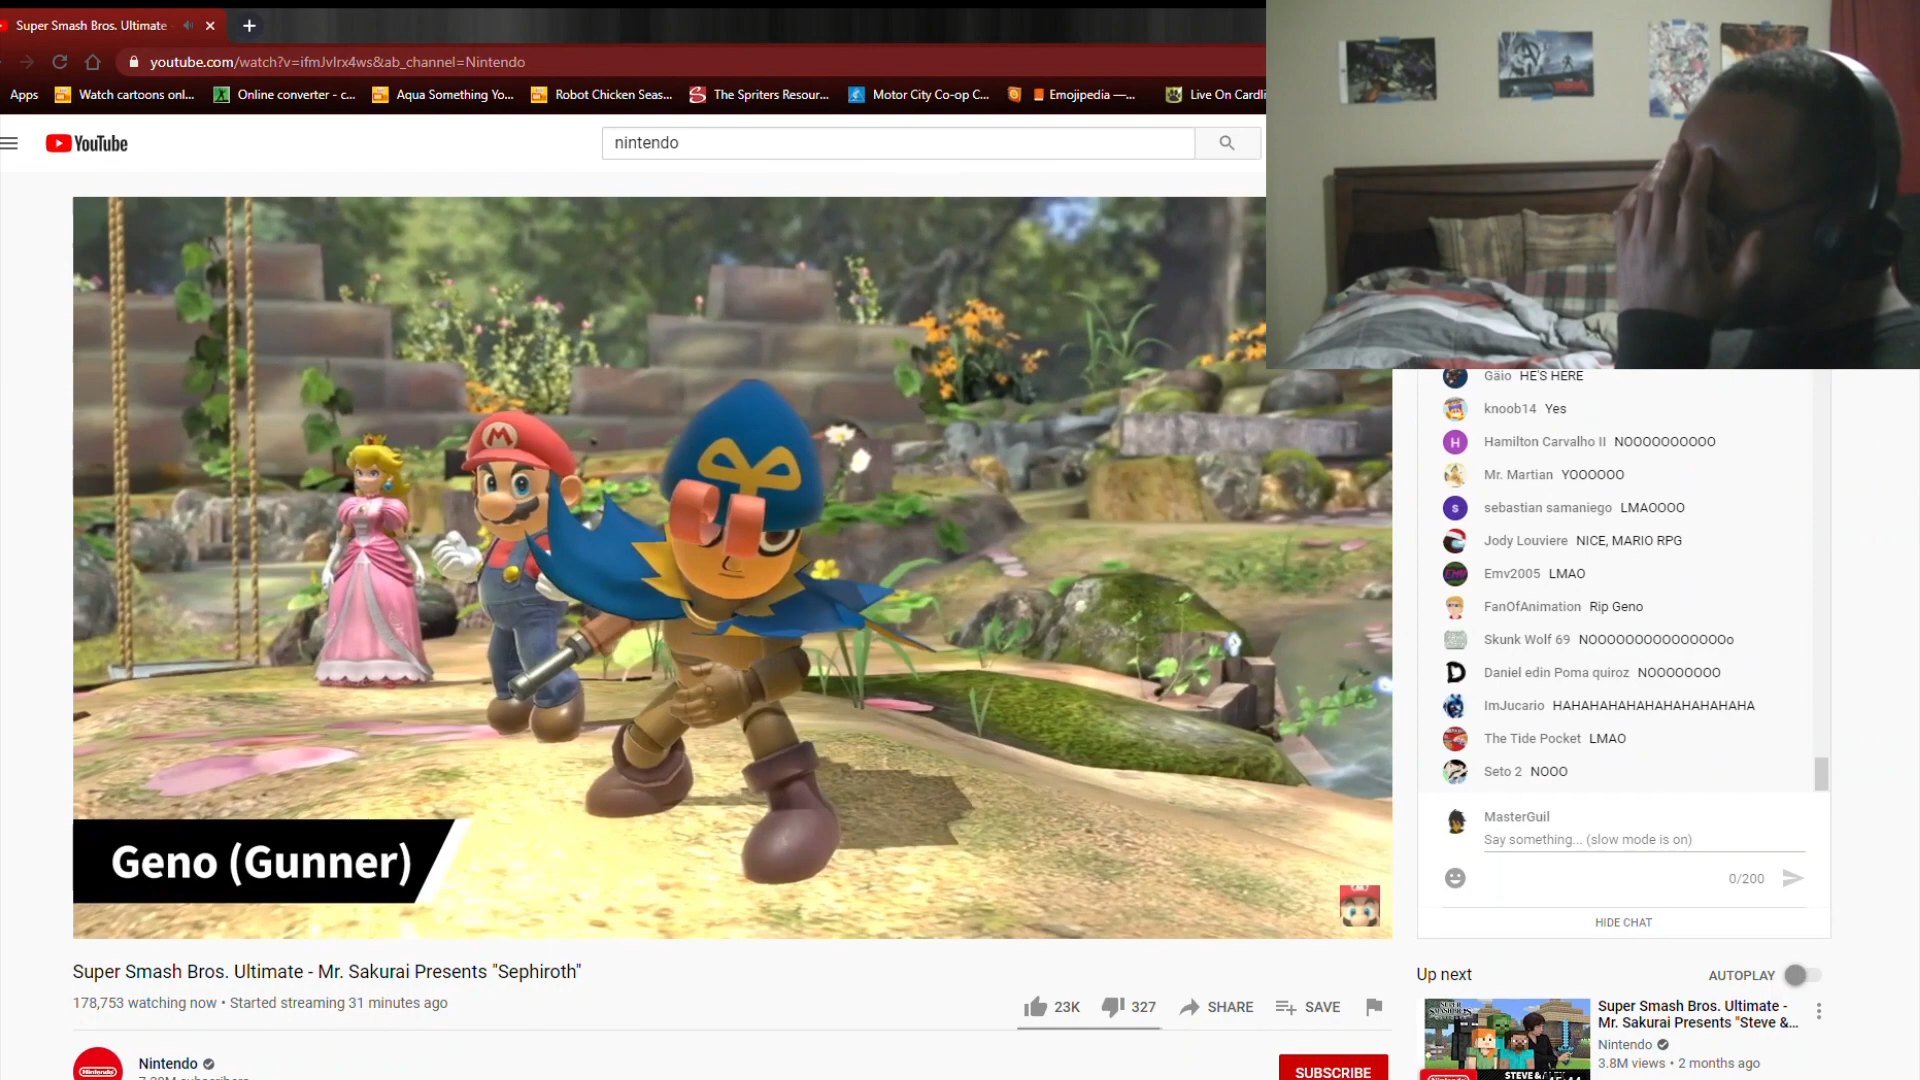 Super Smash Bros. Ultimate
youtube.com/watch?v=ifmJvlrx4ws&ab_channel=Nintendo
Apps
Watch cartoons onl...
Online converter - c...
Aqua Something Yo...
Robot Chicken Seas...
The Spriters Resour...
Motor City Co-op C...
Emojipedia —...
Live On Cardli
YouTube
nintendo
Gäio HE'S HERE
knoob14 Yes
H
Hamilton Carvalho II NOOOOOOOOOO
Mr. Martian YOOOOOO
s
sebastian samaniego LMAOOOO
Jody Louviere NICE, MARIO RPG
Emv2005 LMAO
FanOfAnimation Rip Geno
Skunk Wolf 69 NOOOOOOOOOOOOOOOo
Daniel edin Poma quiroz NOOOOOOOO
ImJucario HAHAHAHAHAHAHAHAHAHA
The Tide Pocket LMAO
Seto 2 NOOO
MasterGuil
Say something... (slow mode is on)
0/200
HIDE CHAT
M
Geno (Gunner)
Super Smash Bros. Ultimate - Mr. Sakurai Presents "Sephiroth"
178,753 watching now • Started streaming 31 minutes ago
23K
327
SHARE
SAVE
Nintendo
Nintendo
SUBSCRIBE
Up next
AUTOPLAY
Super Smash Bros. Ultimate -
Mr. Sakurai Presents "Steve &...
Nintendo
3.8M views • 2 months ago
STEVE & ALEX